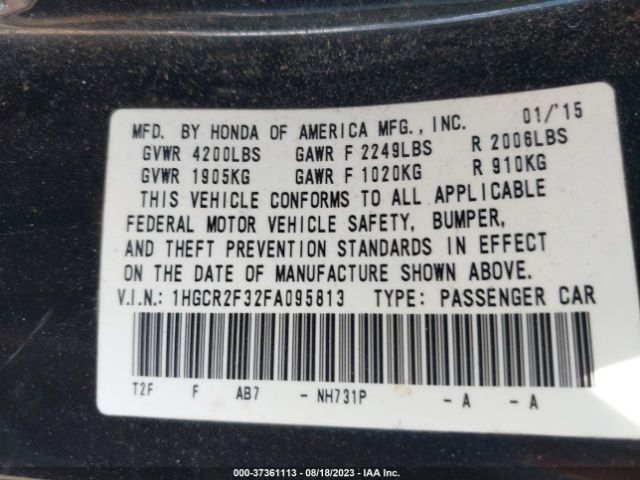 MFD. BY HONDA OF AMERICA MFG., INC. 01/'15
GVWR 4200LBS GAWR F 2249LBS R 2006LBS
GVWR 1905KG GAWR F 1020KG R 910KG
THIS VEHICLE CONFORMS TO ALL APPLICABLE
FEDERAL MOTOR VEHICLE SAFETY, BUMPER,
AND THEFT PREVENTION STANDARDS IN EFFECT
ON THE DATE OF MANUFACTURE SHOWN ABOVE.
V.I.N.: 1HGCR2F32FA095813 TYPE: PASSENGER CAR
T2F F AB7 - NH731P - A - A
000-37361113 — 08/18/2023 — IAA Inc.